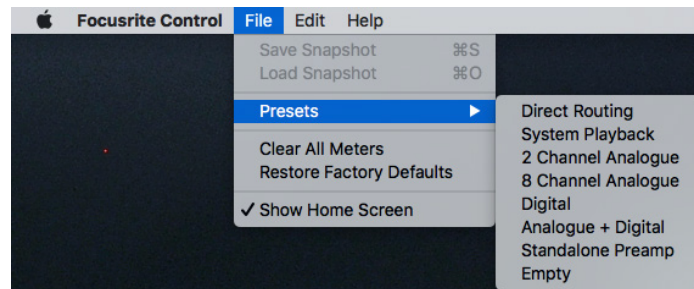 Focusrite Control File Edit Help
Save Snapshot ⌘S
Load Snapshot ⌘O
Presets
Clear All Meters
Restore Factory Defaults
✓ Show Home Screen
Direct Routing
System Playback
2 Channel Analogue
8 Channel Analogue
Digital
Analogue + Digital
Standalone Preamp
Empty